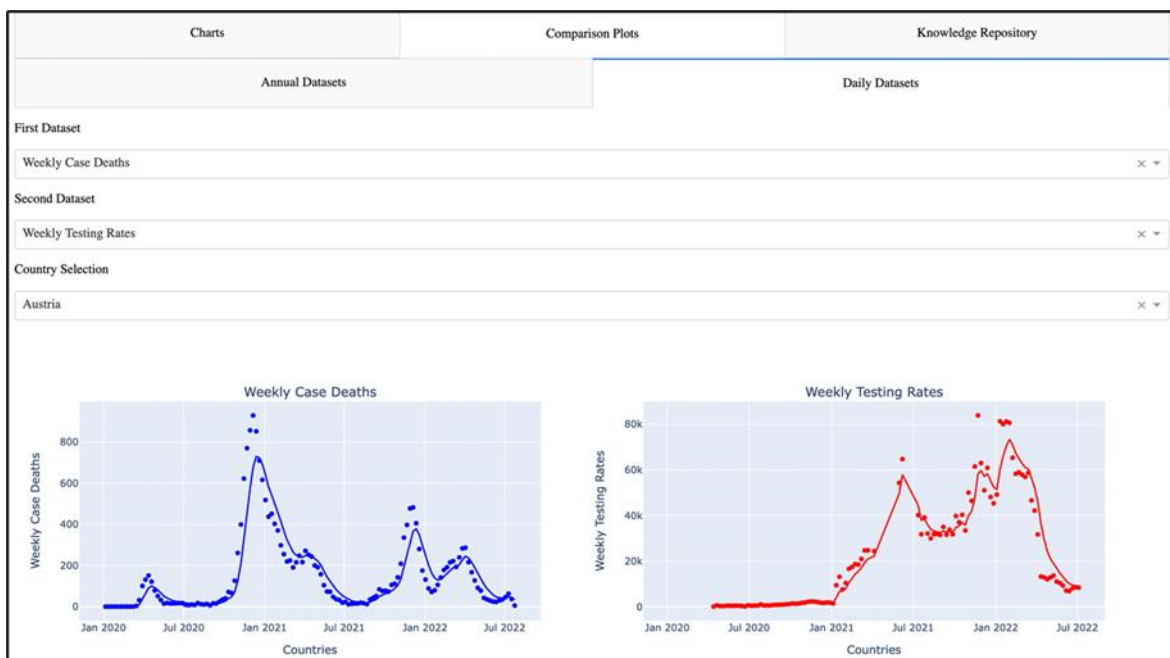 Charts
Comparison Plots
Knowledge Repository
Annual Datasets
Daily Datasets
First Dataset
Weekly Case Deaths
Second Dataset
Weekly Testing Rates
Country Selection
Austria
Weekly Case Deaths
Weekly Case Deaths
800
600
400
200
0
Jan 2020
Jul 2020
Jan 2021
Jul 2021
Jan 2022
Jul 2022
Countries
Weekly Testing Rates
Weekly Testing Rates
80k
60k
40k
20k
0
Jan 2020
Jul 2020
Jan 2021
Jul 2021
Jan 2022
Jul 2022
Countries